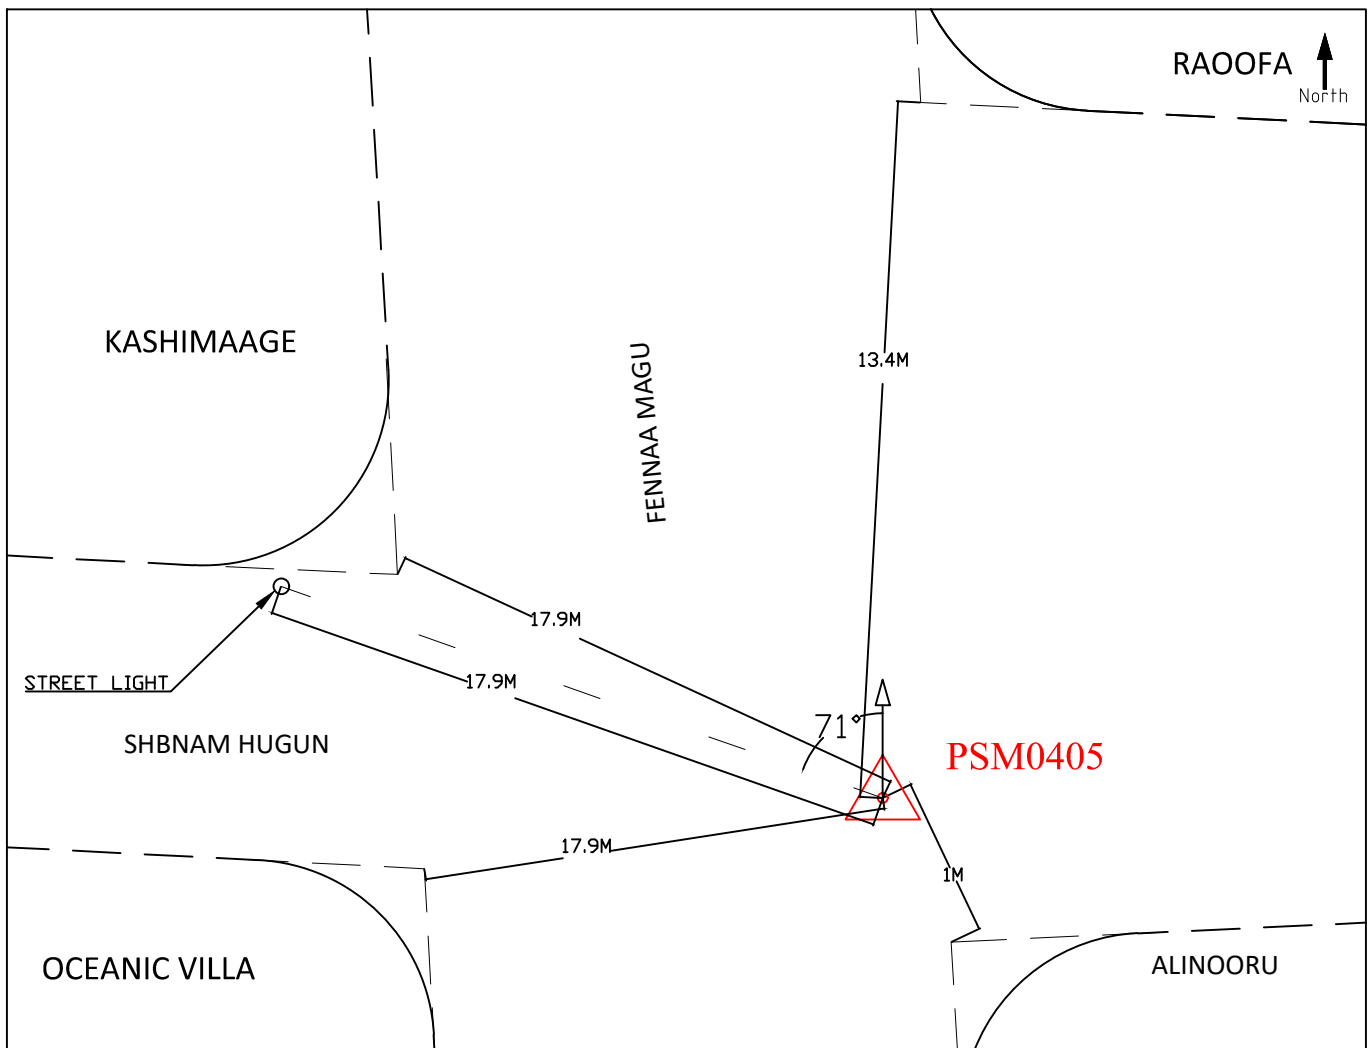 RAOOFA
North
KASHIMAAGE
FENNAA MAGU
13.4M
17.9M
17.9M
STREET LIGHT
71°
SHBNAM HUGUN
PSM0405
17.9M
1M
OCEANIC VILLA
ALINOORU